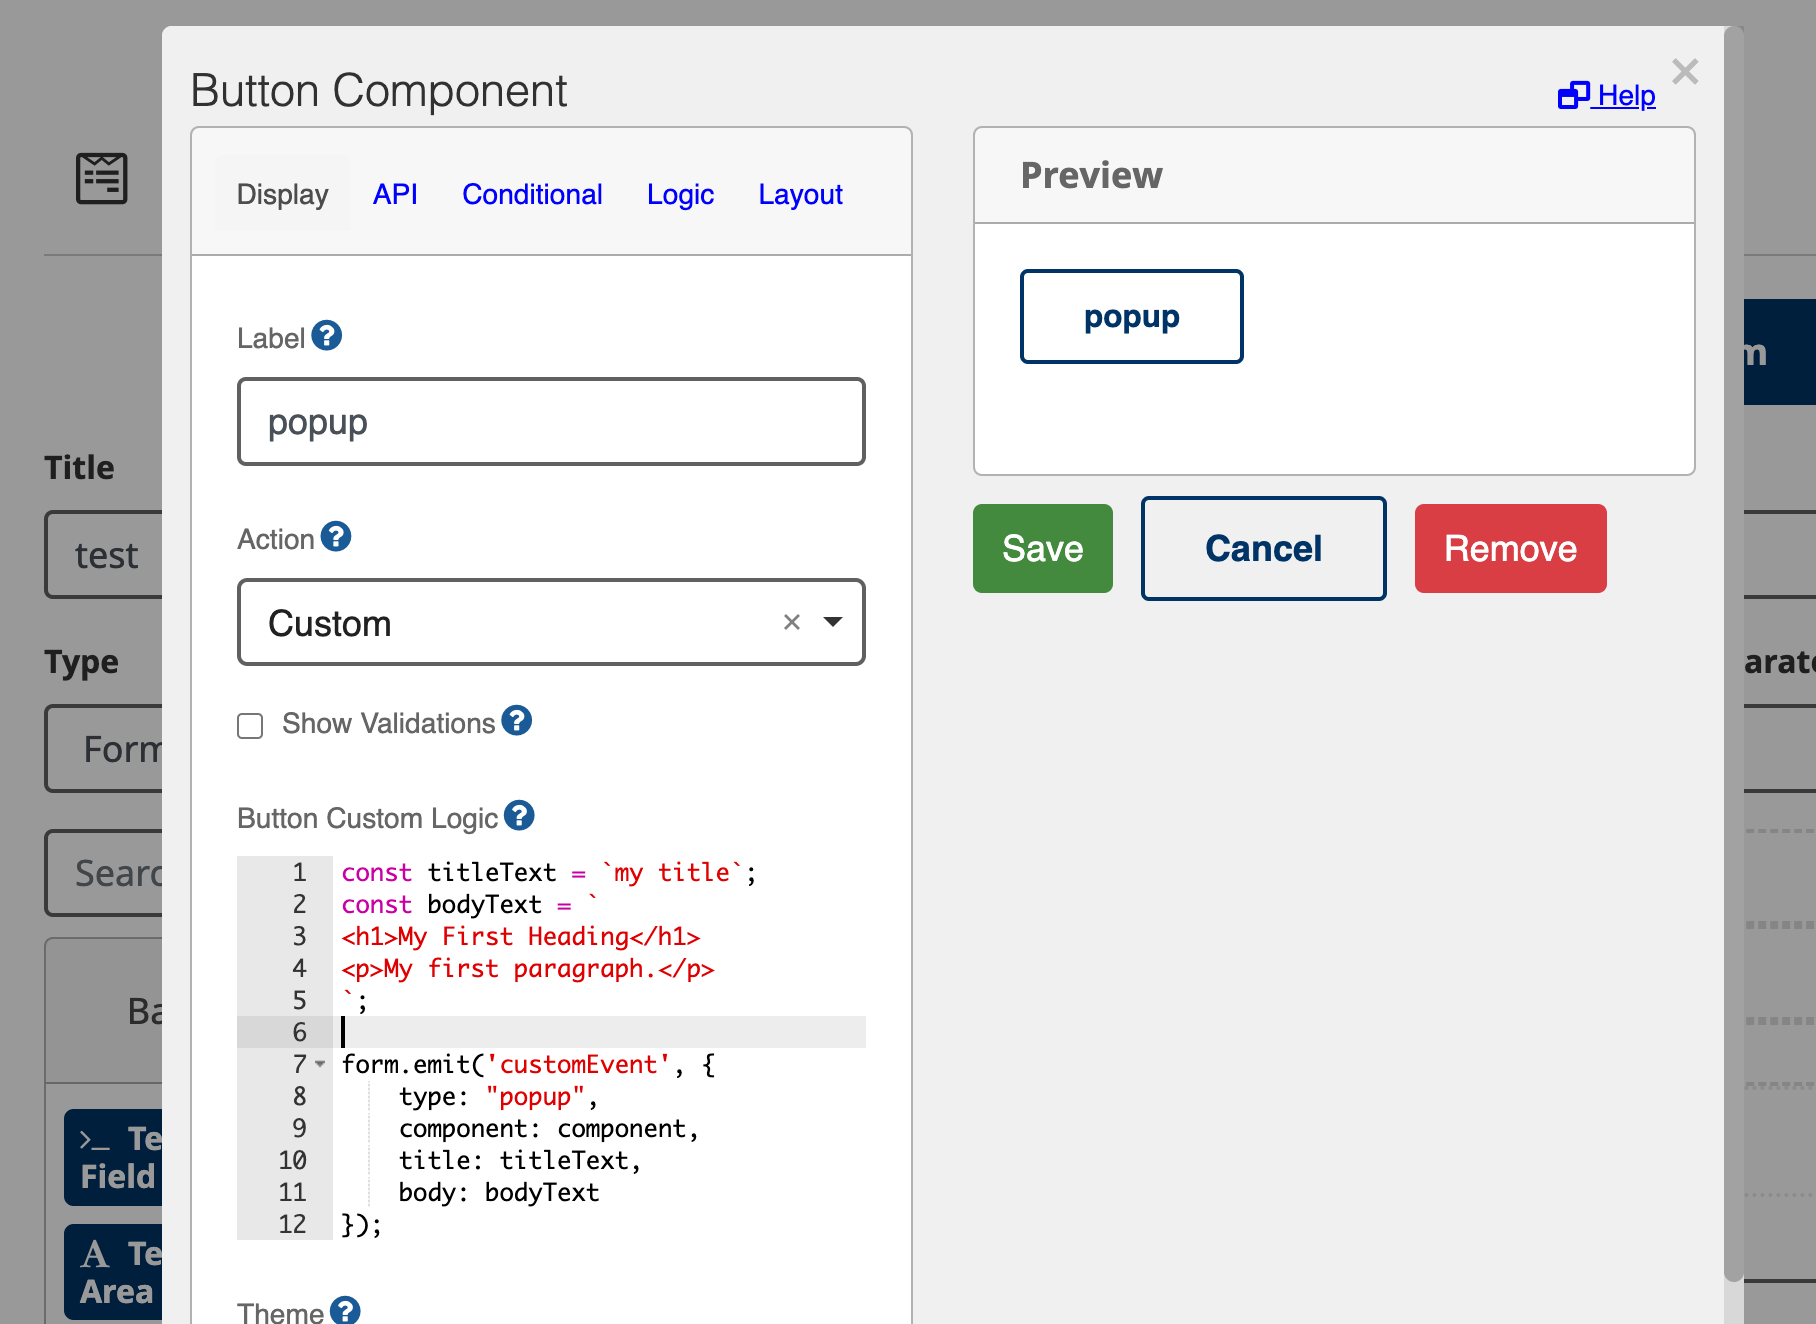 Button Component
Help
Display API Conditional Logic Layout
Label
popup
Action
Custom
Show Validations
Button Custom Logic
1 const titleText = `my title`;
2 const bodyText = `
3 <h1>My First Heading</h1>
4 <p>My first paragraph.</p>
5 `;
6
7 form.emit('customEvent', {
8 type: "popup",
9 component: component,
10 title: titleText,
11 body: bodyText
12 });
Theme
Preview
popup
Save Cancel Remove
Title
test
Type
Form
Searc
Ba
>_ Te
Field
A Te
Area
m
arate